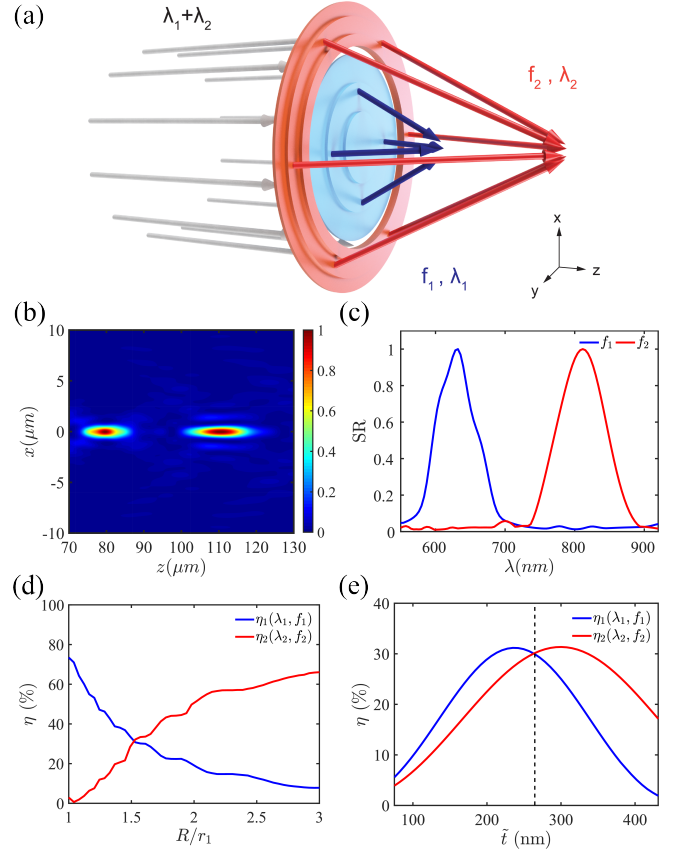 (a)
λ₁+λ₂
f₂ , λ₂
f₁ , λ₁
x
y
z
(b)
10
5
0
-5
-10
x(μm)
70 80 90 100 110 120 130
z(μm)
1
0.8
0.6
0.4
0.2
0
(c)
f₁ f₂
1
0.8
0.6
0.4
0.2
0
SR
600 700 800 900
λ(nm)
(d)
η₁(λ₁, f₁)
η₂(λ₂, f₂)
100
80
60
40
20
0
η (%)
1 1.5 2 2.5 3
R/r₁
(e)
η₁(λ₁, f₁)
η₂(λ₂, f₂)
40
30
20
10
0
η (%)
100 200 300 400
t̃ (nm)